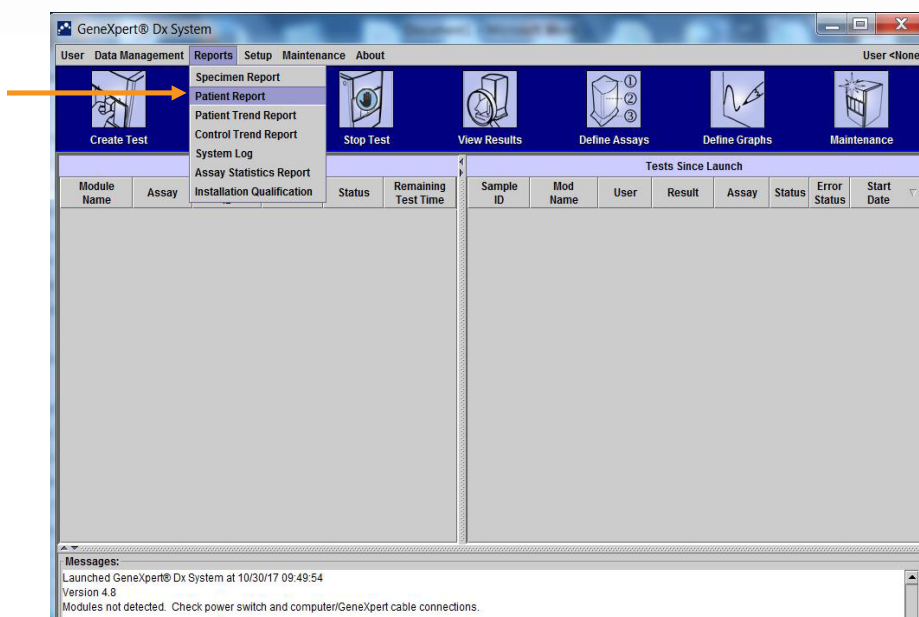 GeneXpert® Dx System
User Data Management Reports Setup Maintenance About User <None
Specimen Report
Patient Report
Patient Trend Report
Control Trend Report
System Log
Assay Statistics Report
Installation Qualification
Create Test Stop Test View Results Define Assays Define Graphs Maintenance
Tests Since Launch
Module Name Assay Status Remaining Test Time Sample ID Mod Name User Result Assay Status Error Status Start Date
Messages:
Launched GeneXpert® Dx System at 10/30/17 09:49:54
Version 4.8
Modules not detected. Check power switch and computer/GeneXpert cable connections.